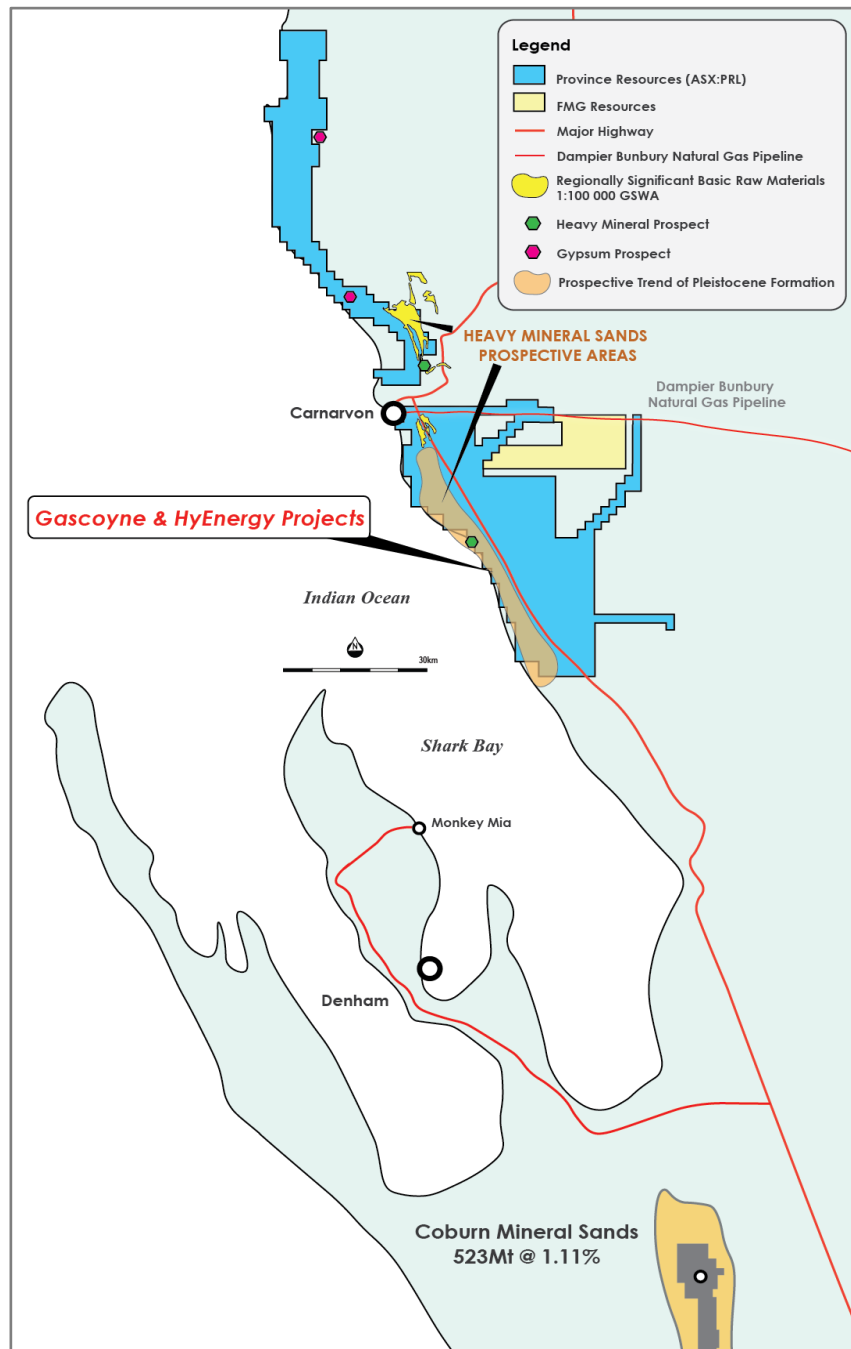 Legend
Province Resources (ASX:PRL)
FMG Resources
Major Highway
Dampier Bunbury Natural Gas Pipeline
Regionally Significant Basic Raw Materials
1:100 000 GSWA
Heavy Mineral Prospect
Gypsum Prospect
Prospective Trend of Pleistocene Formation
HEAVY MINERAL SANDS
PROSPECTIVE AREAS
Dampier Bunbury
Natural Gas Pipeline
Carnarvon
Gascoyne & HyEnergy Projects
Indian Ocean
N
30km
Shark Bay
Monkey Mia
Denham
Coburn Mineral Sands
523Mt @ 1.11%